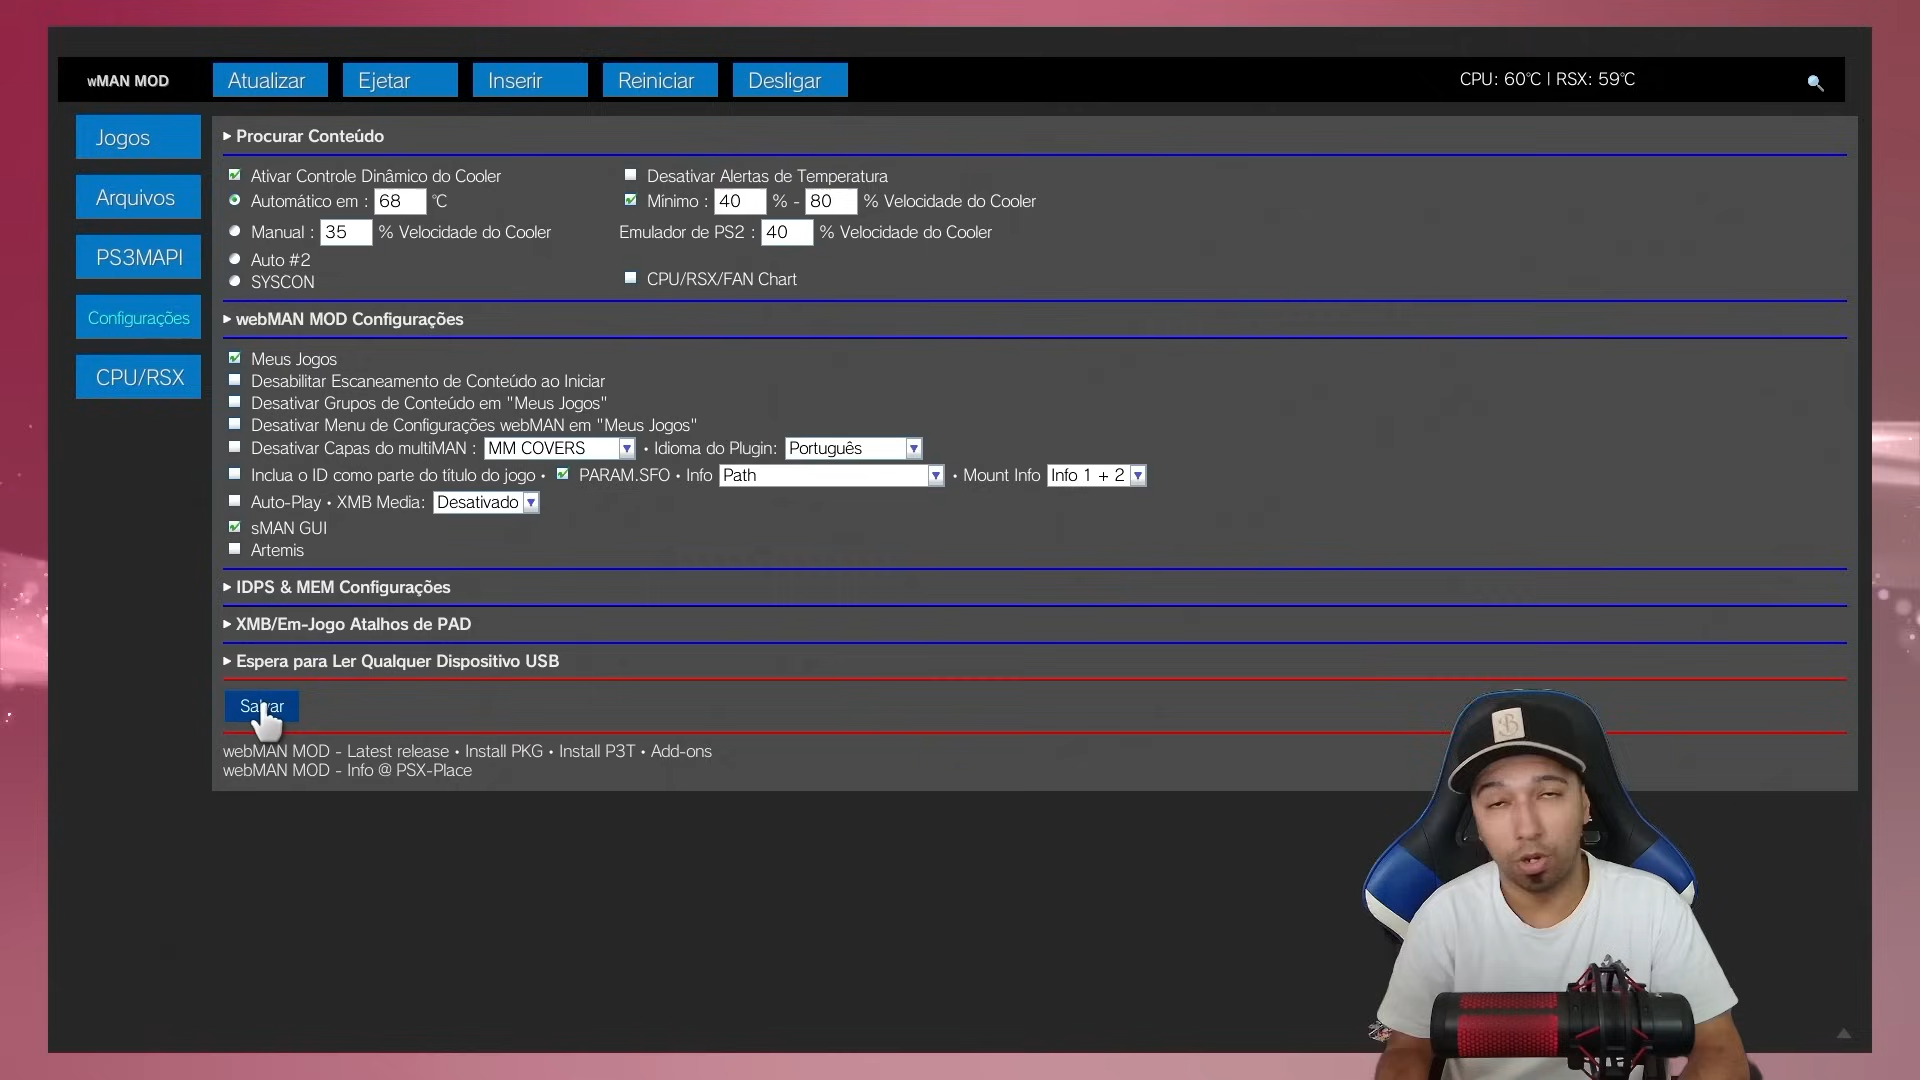 wMAN MOD
Atualizar
Ejetar
Inserir
Reiniciar
Desligar
CPU: 60°C | RSX: 59°C
Jogos
Arquivos
PS3MAPI
Configurações
CPU/RSX
Procurar Conteúdo
Ativar Controle Dinâmico do Cooler
Desativar Alertas de Temperatura
Automático em : 68 °C
Mínimo : 40 % - 80 % Velocidade do Cooler
Manual : 35 % Velocidade do Cooler
Emulador de PS2 : 40 % Velocidade do Cooler
Auto #2
SYSCON
CPU/RSX/FAN Chart
webMAN MOD Configurações
Meus Jogos
Desabilitar Escaneamento de Conteúdo ao Iniciar
Desativar Grupos de Conteúdo em "Meus Jogos"
Desativar Menu de Configurações webMAN em "Meus Jogos"
Desativar Capas do multiMAN : MM COVERS • Idioma do Plugin: Português
Inclua o ID como parte do título do jogo • PARAM.SFO • Info Path • Mount Info Info 1 + 2
Auto-Play • XMB Media: Desativado
sMAN GUI
Artemis
IDPS & MEM Configurações
XMB/Em-Jogo Atalhos de PAD
Espera para Ler Qualquer Dispositivo USB
Salvar
webMAN MOD - Latest release • Install PKG • Install P3T • Add-ons
webMAN MOD - Info @ PSX-Place
B